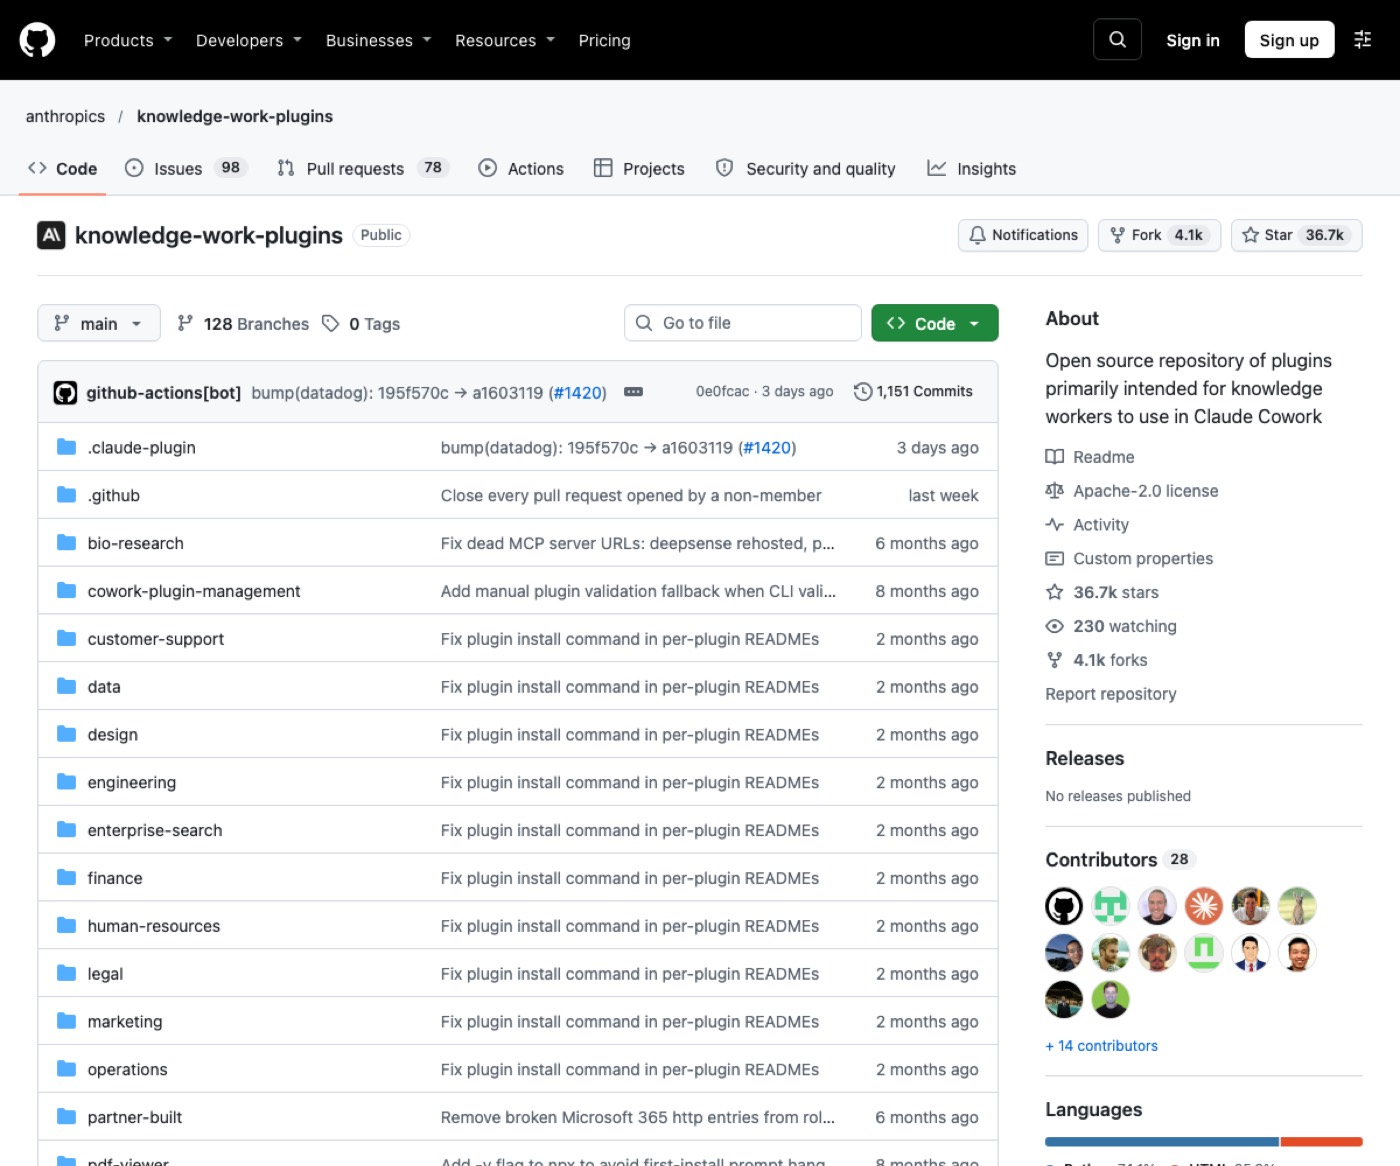 Products Developers Businesses Resources Pricing Sign in Sign up
anthropics / knowledge-work-plugins
Code Issues 98 Pull requests 78 Actions Projects Security and quality Insights
knowledge-work-plugins Public Notifications Fork 4.1k Star 36.7k
main 128 Branches 0 Tags Go to file Code
github-actions[bot] bump(datadog): 195f570c → a1603119 (#1420) 0e0fcac · 3 days ago 1,151 Commits
.claude-plugin bump(datadog): 195f570c → a1603119 (#1420) 3 days ago
.github Close every pull request opened by a non-member last week
bio-research Fix dead MCP server URLs: deepsense rehosted, p... 6 months ago
cowork-plugin-management Add manual plugin validation fallback when CLI vali... 8 months ago
customer-support Fix plugin install command in per-plugin READMEs 2 months ago
data Fix plugin install command in per-plugin READMEs 2 months ago
design Fix plugin install command in per-plugin READMEs 2 months ago
engineering Fix plugin install command in per-plugin READMEs 2 months ago
enterprise-search Fix plugin install command in per-plugin READMEs 2 months ago
finance Fix plugin install command in per-plugin READMEs 2 months ago
human-resources Fix plugin install command in per-plugin READMEs 2 months ago
legal Fix plugin install command in per-plugin READMEs 2 months ago
marketing Fix plugin install command in per-plugin READMEs 2 months ago
operations Fix plugin install command in per-plugin READMEs 2 months ago
partner-built Remove broken Microsoft 365 http entries from rol... 6 months ago
pdf-viewer Add -y flag to npx to avoid first-install prompt hang 8 months ago
About
Open source repository of plugins
primarily intended for knowledge
workers to use in Claude Cowork
Readme
Apache-2.0 license
Activity
Custom properties
36.7k stars
230 watching
4.1k forks
Report repository
Releases
No releases published
Contributors 28
+ 14 contributors
Languages